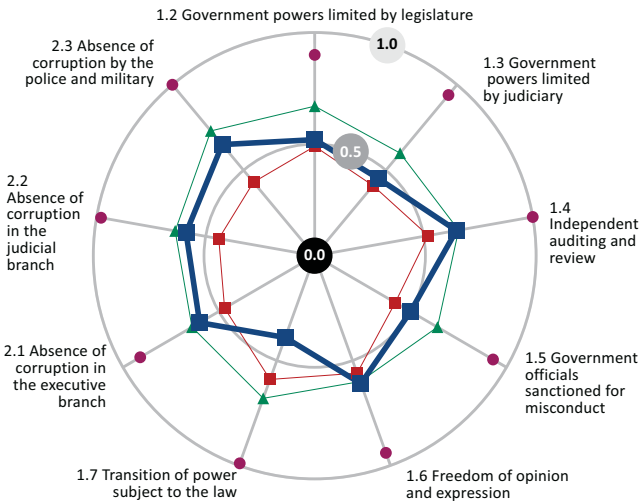 1.2 Government powers limited by legislature
2.3 Absence of
corruption by the
police and military
1.0
1.3 Government
powers limited
by judiciary
0.5
2.2
Absence of
corruption
in the
judicial
branch
1.4
Independent
auditing and
review
0.0
2.1 Absence of
corruption in
the executive
branch
1.5 Government
officials
sanctioned for
misconduct
1.7 Transition of power
subject to the law
1.6 Freedom of opinion
and expression